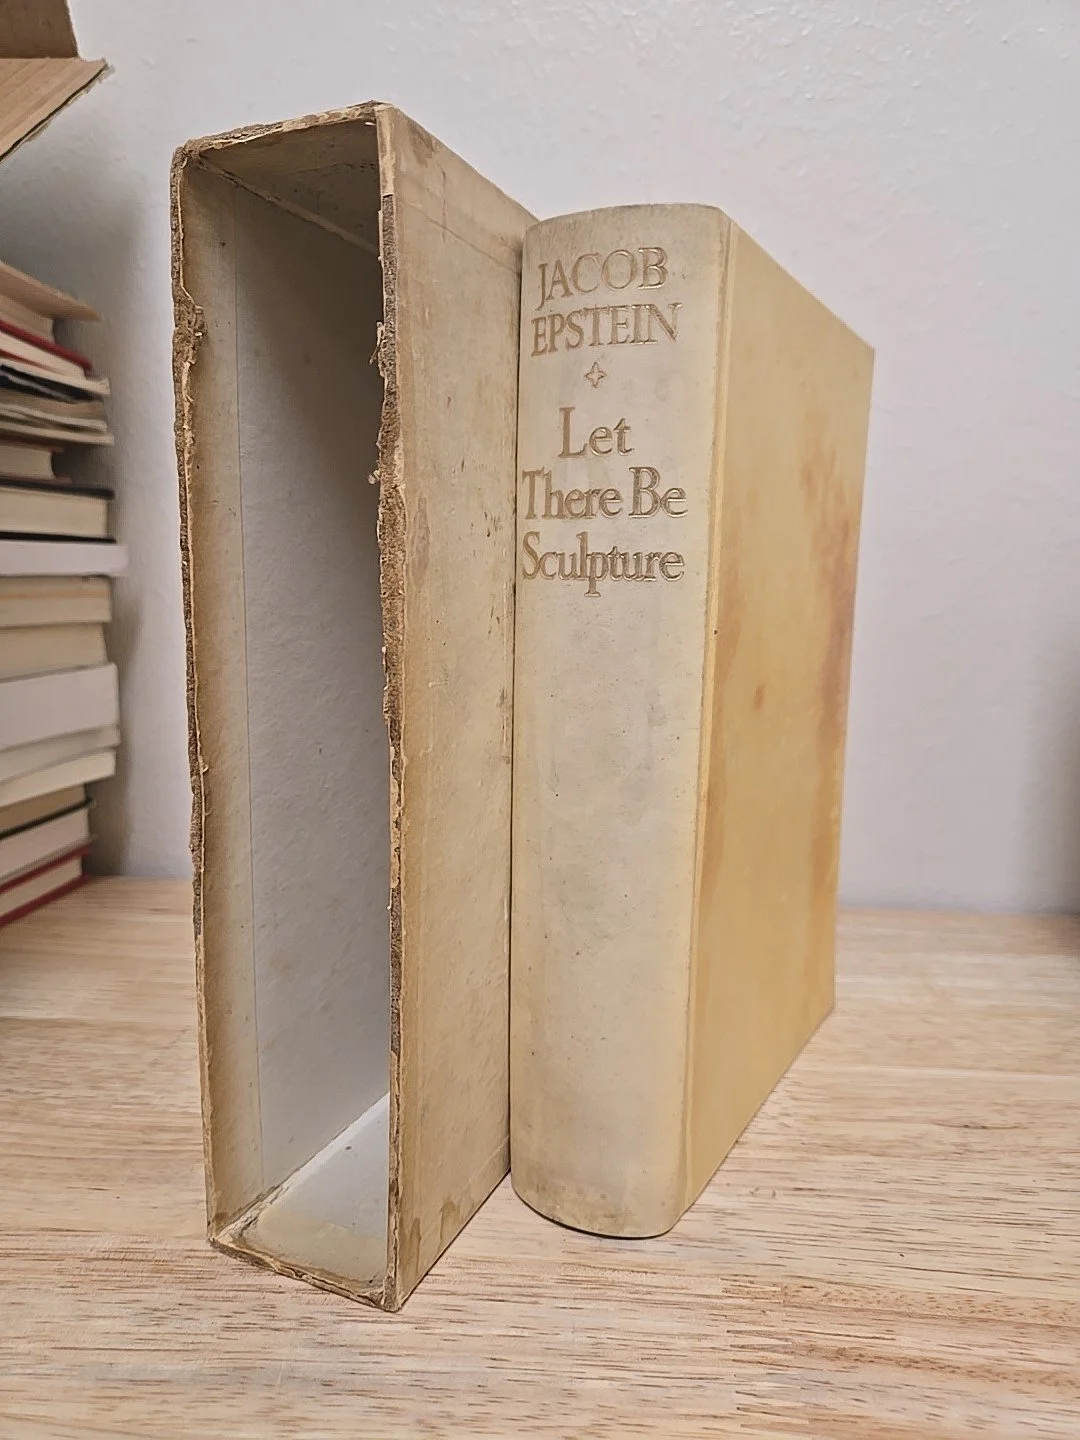 JACOB
EPSTEIN
Let
There Be
Sculpture